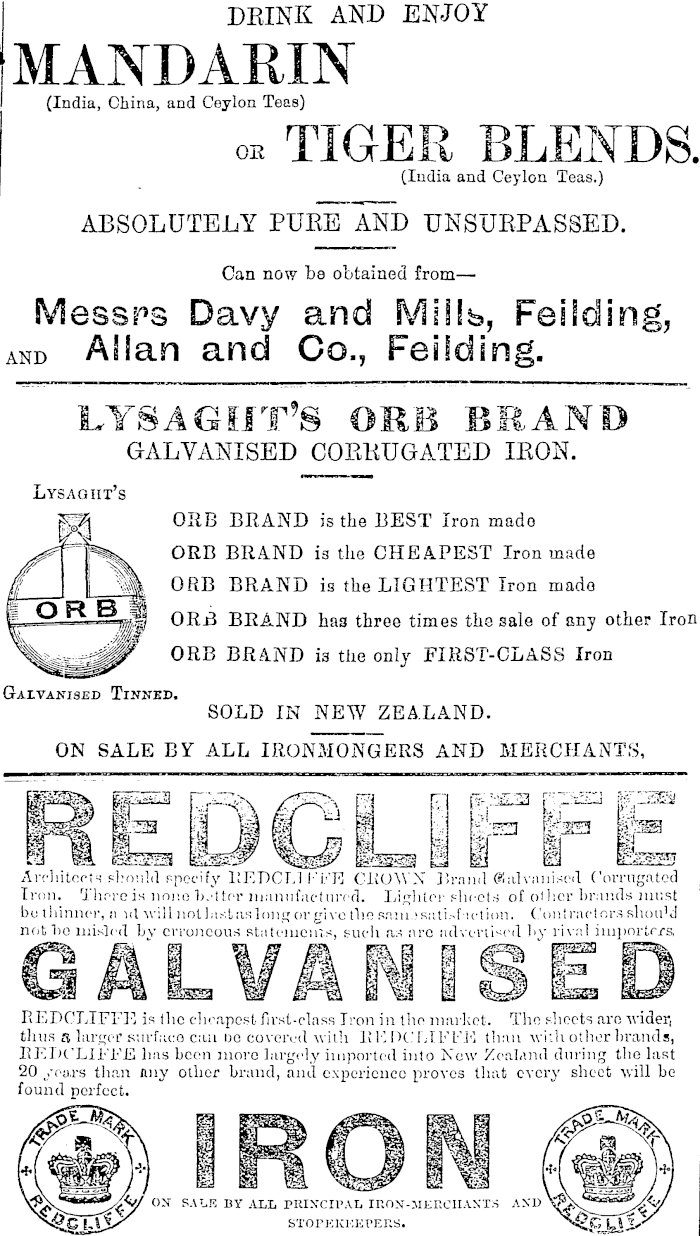 DRINK AND ENJOY
MANDARIN
(India, China, and Ceylon Teas)
OR TIGER BLENDS.
(India and Ceylon Teas.)
ABSOLUTELY PURE AND UNSURPASSED.
Can now be obtained from—
Messrs Davy and Mills, Feilding,
AND Allan and Co., Feilding.
LYSAGHT'S ORB BRAND
GALVANISED CORRUGATED IRON.
LYSAGHT'S
ORB
GALVANISED TINNED.
ORB BRAND is the BEST Iron made
ORB BRAND is the CHEAPEST Iron made
ORB BRAND is the LIGHTEST Iron made
ORB BRAND has three times the sale of any other Iron
ORB BRAND is the only FIRST-CLASS Iron
SOLD IN NEW ZEALAND.
ON SALE BY ALL IRONMONGERS AND MERCHANTS,
REDCLIFFE
Architects should specify REDCLIFFE CROWN Brand Galvanised Corrugated
Iron. There is none better manufactured. Lighter sheets of other brands must
be thinner, and will not last as long or give the same satisfaction. Contractors should
not be misled by erroneous statements, such as are advertised by rival importers.
GALVANISED
REDCLIFFE is the cheapest first-class Iron in the market. The sheets are wider,
thus a larger surface can be covered with REDCLIFFE than with other brands,
REDCLIFFE has been more largely imported into New Zealand during the last
20 years than any other brand, and experience proves that every sheet will be
found perfect.
TRADE MARK
REDCLIFFE
IRON
TRADE MARK
REDCLIFFE
ON SALE BY ALL PRINCIPAL IRON-MERCHANTS AND
STOPEKEEPERS.